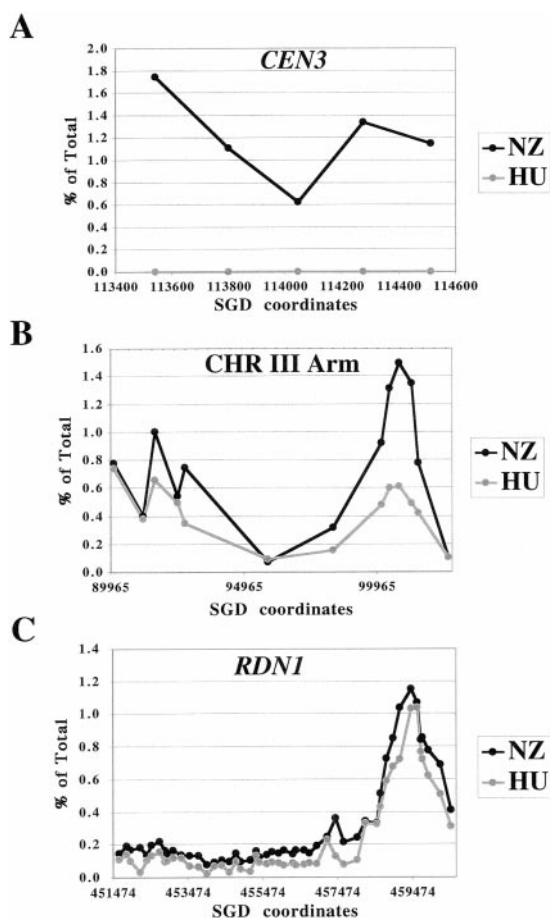 A
CEN3
2.0
1.8
1.6
1.4
1.2
1.0
0.8
0.6
0.4
0.2
0.0
% of Total
113400 113600 113800 114000 114200 114400 114600
SGD coordinates
NZ
HU
B
CHR III Arm
1.6
1.4
1.2
1.0
0.8
0.6
0.4
0.2
0.0
% of Total
89965 94965 99965
SGD coordinates
NZ
HU
C
RDN1
1.4
1.2
1.0
0.8
0.6
0.4
0.2
0.0
% of Total
451474 453474 455474 457474 459474
SGD coordinates
NZ
HU